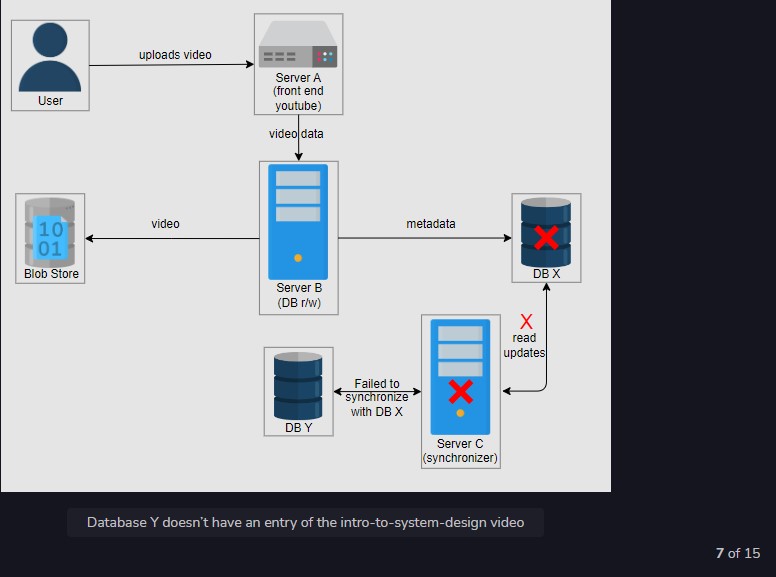 uploads video
User
Server A
(front end
youtube)
video data
10
01
Blob Store
video
Server B
(DB r/w)
metadata
DB X
X
read
updates
DB Y
Failed to
synchronize
with DB X
Server C
(synchronizer)
Database Y doesn't have an entry of the intro-to-system-design video
7 of 15